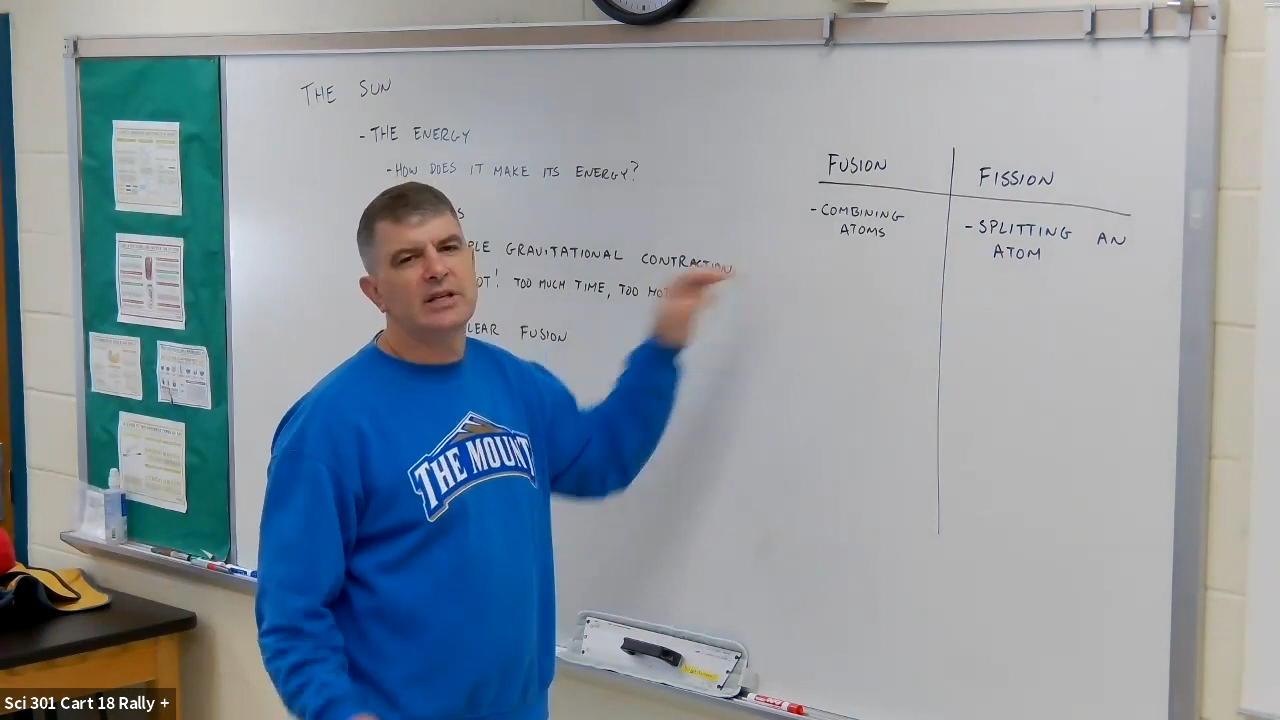 THE SUN
-THE ENERGY
-HOW DOES IT MAKE ITS ENERGY?
GRAVITATIONAL CONTRACTION
! TOO MUCH TIME, TOO
FUSION
FUSION
-COMBINING
ATOMS
FISSION
-SPLITTING AN
ATOM
THE MOUNT
Sci 301 Cart 18 Rally +